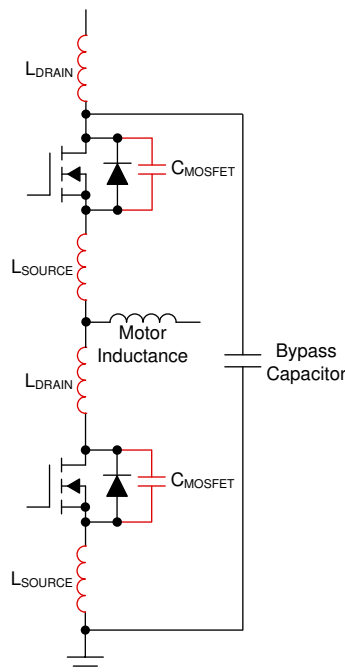 LDRAIN
CMOSFET
LSOURCE
Motor
Inductance
LDRAIN
Bypass
Capacitor
CMOSFET
LSOURCE